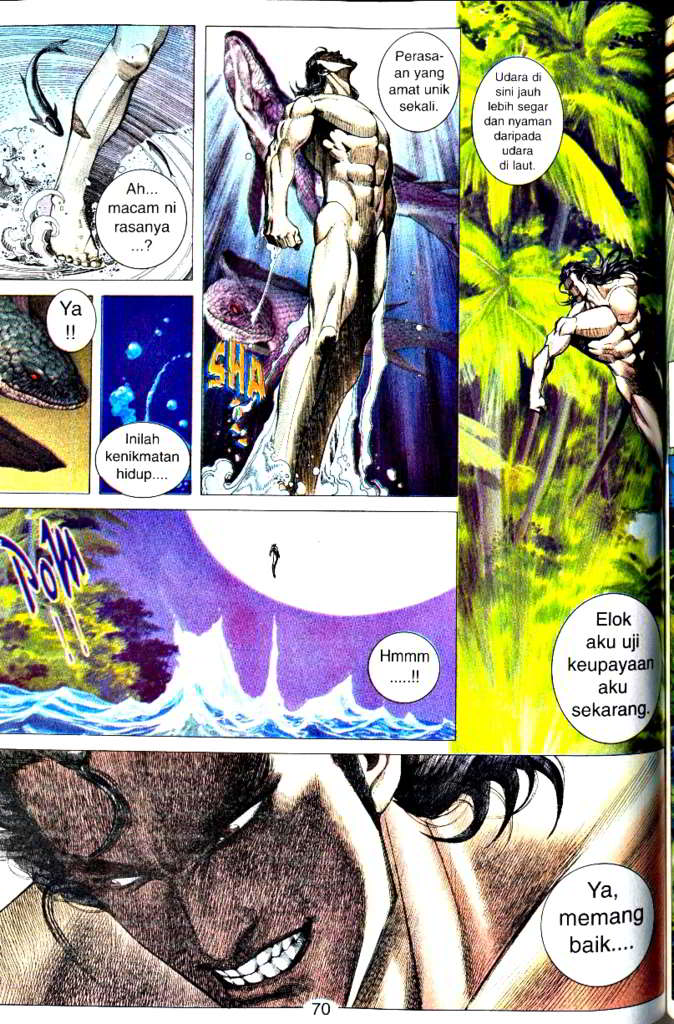 Ah...
macam ni
rasanya
...?
Perasa-
an yang
amat unik
sekali.
Udara di
sini jauh
lebih segar
dan nyaman
daripada
udara
di laut.
Ya
!!
Inilah
kenikmatan
hidup....
SHA
POM
!!
Hmmm
.....!!
Elok
aku uji
keupayaan
aku
sekarang.
Ya,
memang
baik....
70